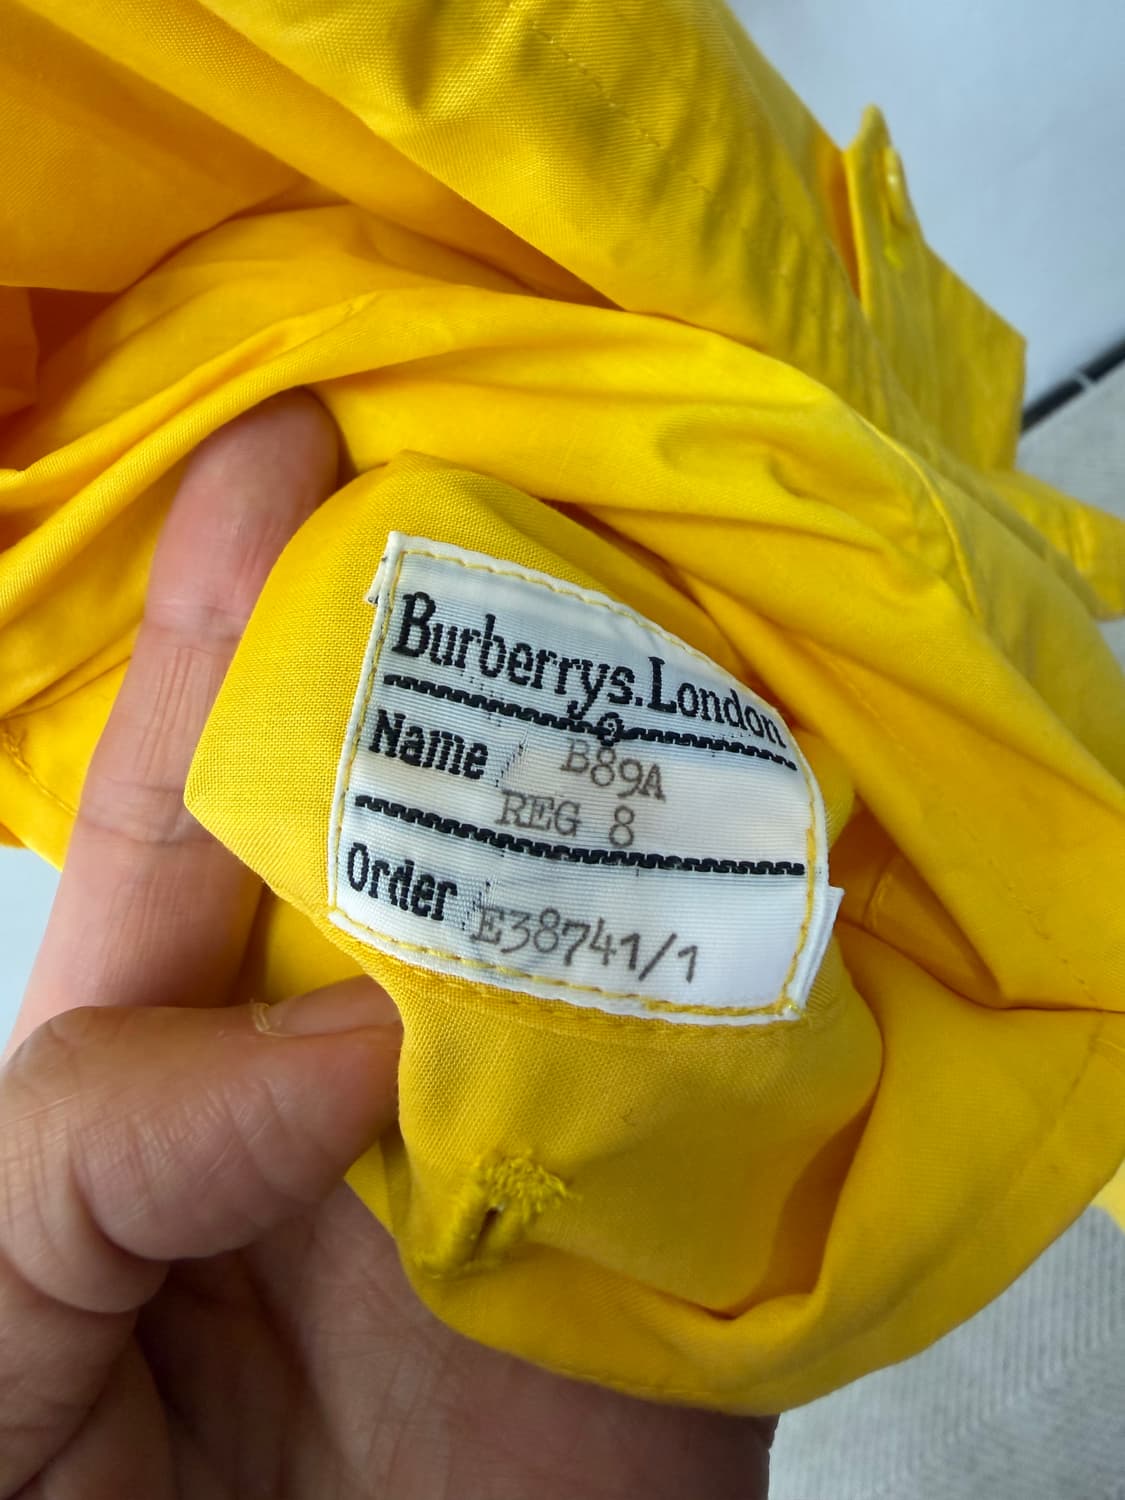 Burberrys. London
Name B89A
REG 8
Order E38741/1